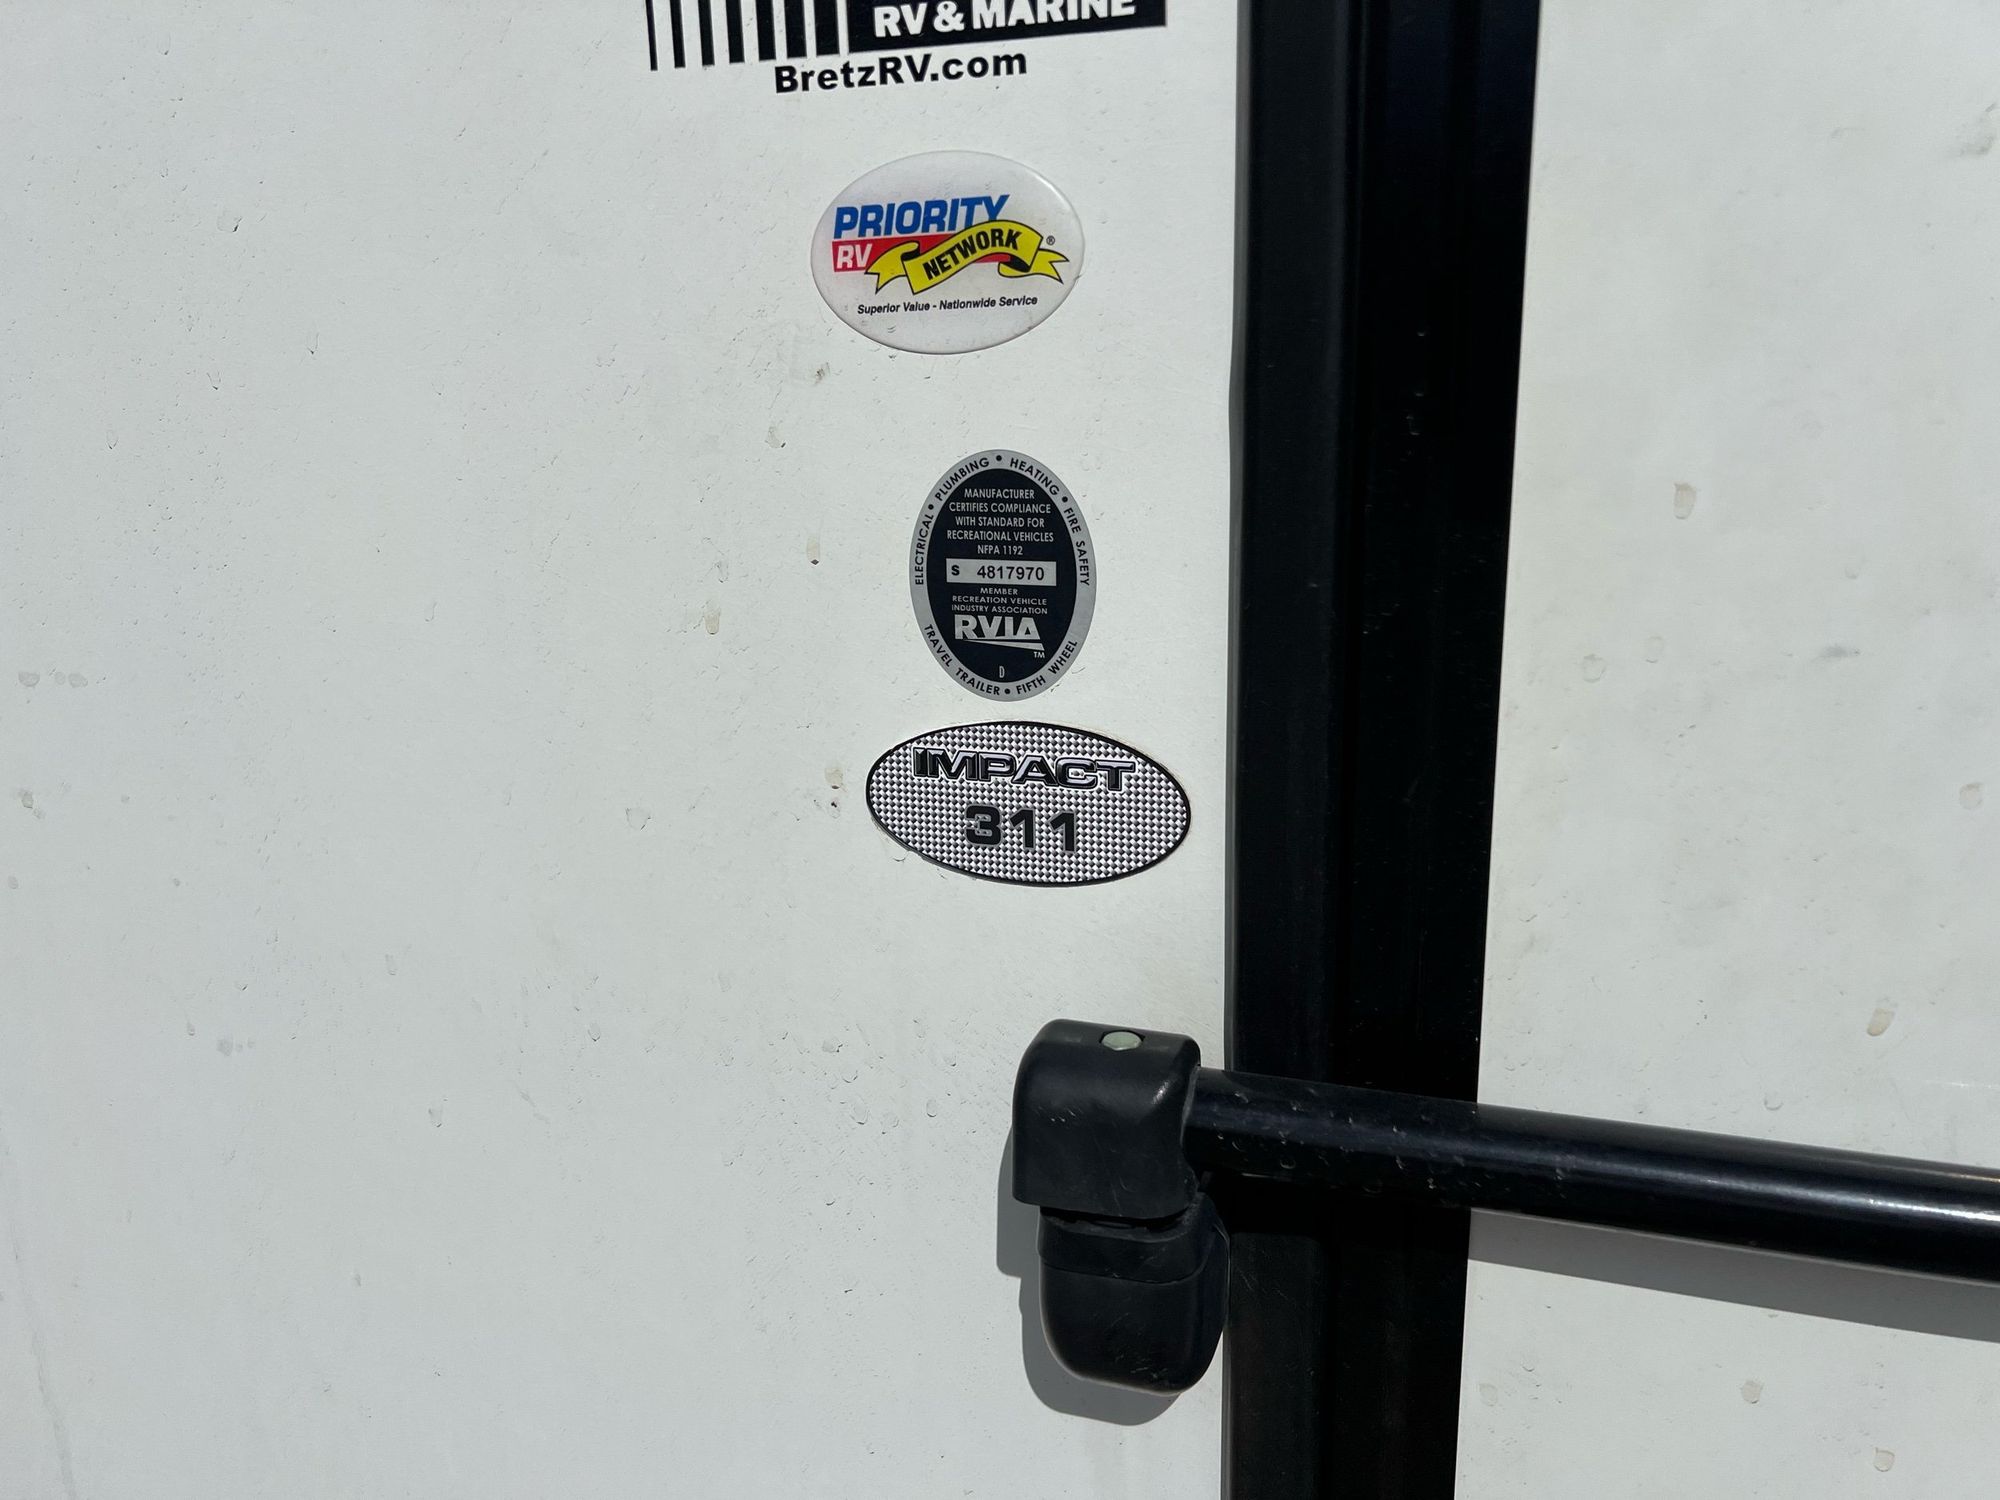 RV & MARINE
BretzRV.com
PRIORITY
RV NETWORK ®
Superior Value - Nationwide Service
ELECTRICAL • PLUMBING • HEATING • FIRE SAFETY
MANUFACTURER
CERTIFIES COMPLIANCE
WITH STANDARD FOR
RECREATIONAL VEHICLES
NFPA 1192
S 4817970
MEMBER
RECREATION VEHICLE
INDUSTRY ASSOCIATION
RVIA
TM
D
TRAVEL TRAILER • FIFTH WHEEL
IMPACT
311